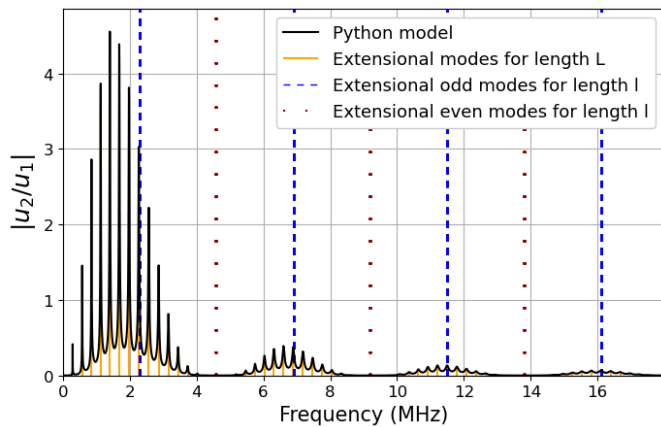 Python model
Extensional modes for length L
Extensional odd modes for length l
Extensional even modes for length l
|u₂/u₁|
4
3
2
1
0
0 2 4 6 8 10 12 14 16
Frequency (MHz)